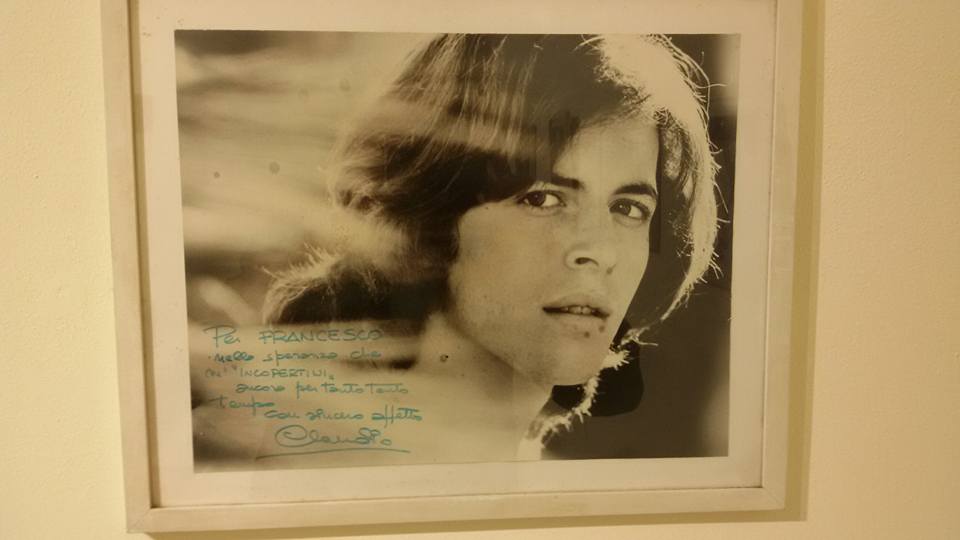 Per FRANCESCO
nella speranza che
mi "INCOPERTINI"
ancora per tanto tanto
tempo
con sincero affetto
Claudio